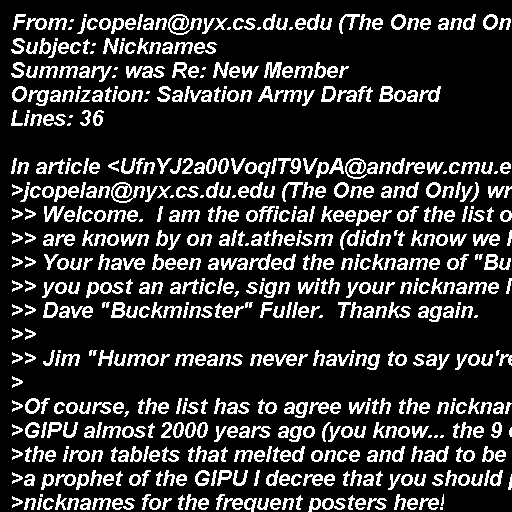 From: jcopelan@nyx.cs.du.edu (The One and On
Subject: Nicknames
Summary: was Re: New Member
Organization: Salvation Army Draft Board
Lines: 36

In article <UfnYJ2a00VoqIT9VpA@andrew.cmu.e
>jcopelan@nyx.cs.du.edu (The One and Only) wr
>> Welcome.  I am the official keeper of the list o
>> are known by on alt.atheism (didn't know we h
>> Your have been awarded the nickname of "Bu
>> you post an article, sign with your nickname l
>> Dave "Buckminster" Fuller.  Thanks again.
>>
>> Jim "Humor means never having to say you're
>
>Of course, the list has to agree with the nicknar
>GIPU almost 2000 years ago (you know... the 9
>the iron tablets that melted once and had to be
>a prophet of the GIPU I decree that you should p
>nicknames for the frequent posters here!